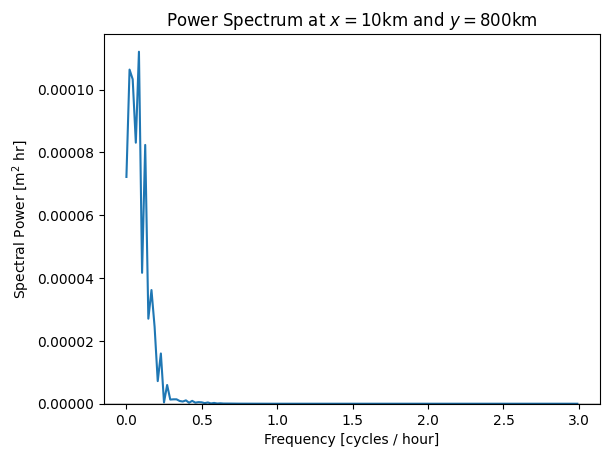 Power Spectrum at x = 10km and y = 800km
0.00010
0.00008
0.00006
0.00004
0.00002
0.00000
Spectral Power [m² hr]
0.0 0.5 1.0 1.5 2.0 2.5 3.0
Frequency [cycles / hour]